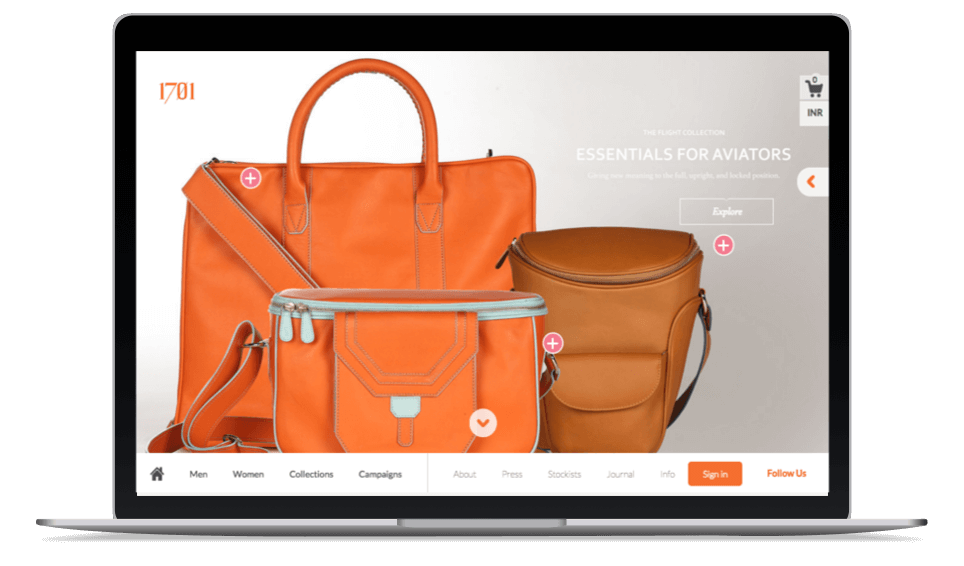 1701
0
INR
THE FLIGHT COLLECTION
ESSENTIALS FOR AVIATORS
Giving new meaning to the full, upright, and locked position.
Explore
Men Women Collections Campaigns About Press Stockists Journal Info Sign in Follow Us